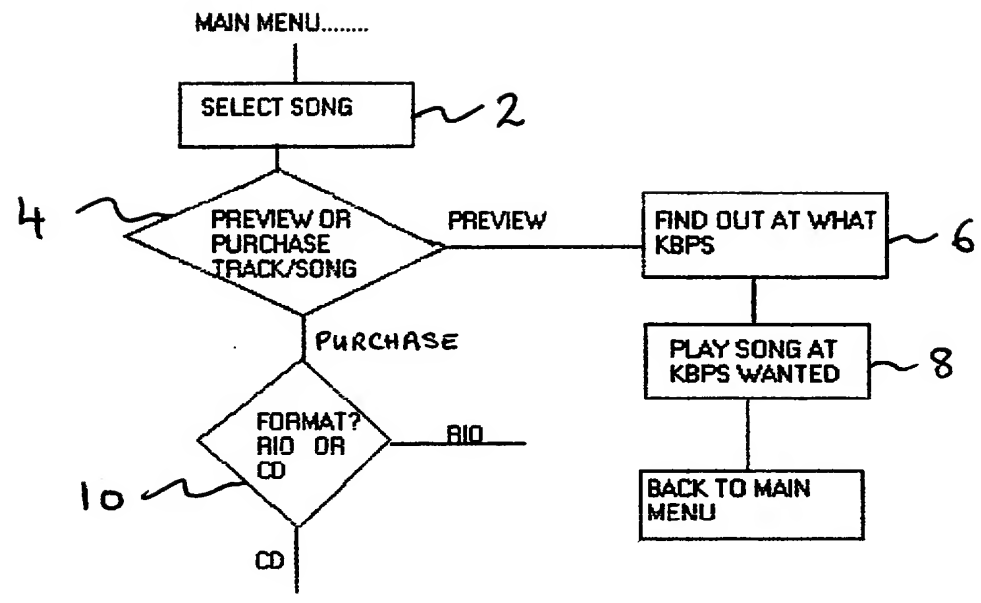 MAIN MENU........
SELECT SONG
2
4
PREVIEW OR
PURCHASE
TRACK/SONG
PREVIEW
FIND OUT AT WHAT
KBPS
6
PURCHASE
PLAY SONG AT
KBPS WANTED
8
FORMAT?
RIO OR
CD
RIO
10
BACK TO MAIN
MENU
CD